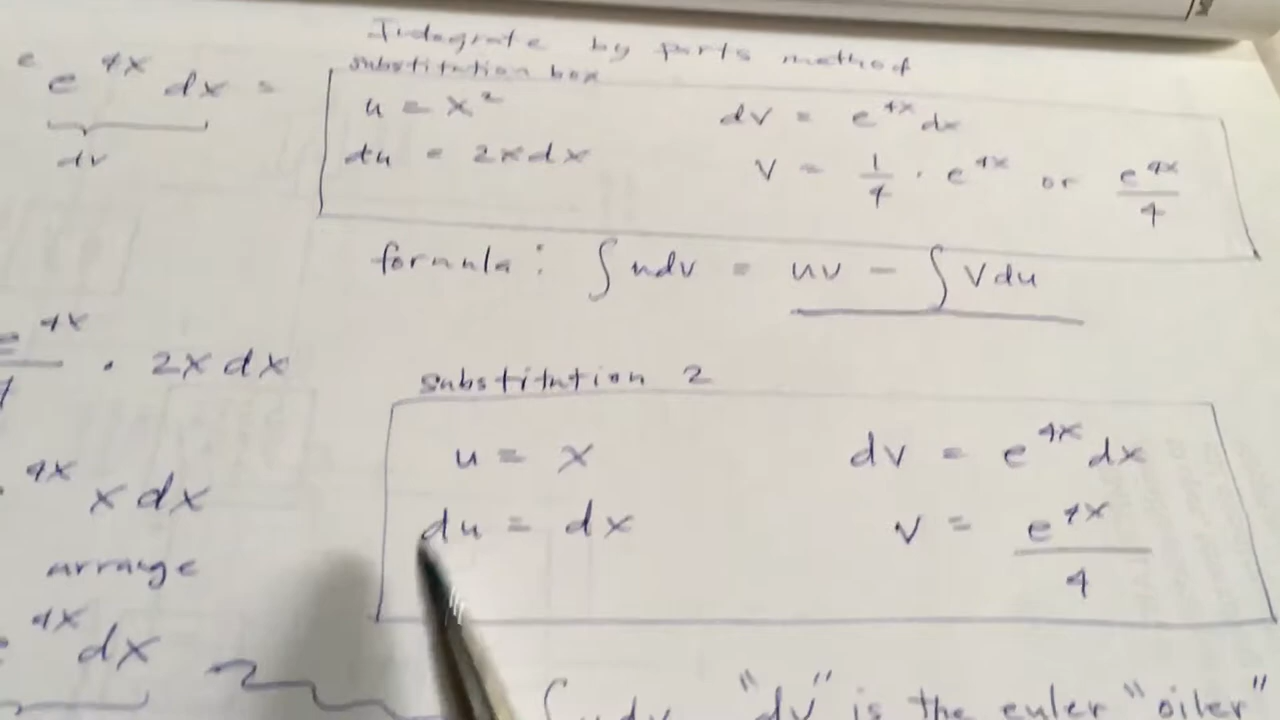 Integrate by parts method
substitution box
e^4x dx =
dv
u = x^2 dv = e^4x dx
du = 2x dx v = 1/4 · e^4x or e^4x/4
formula: ∫udv = uv - ∫Vdu
4x · 2x dx
substitution 2
u = x dv = e^4x dx
4x x dx
du = dx v = e^4x/4
arrange
4x dx
∫udv "dv" is the euler "oiler"